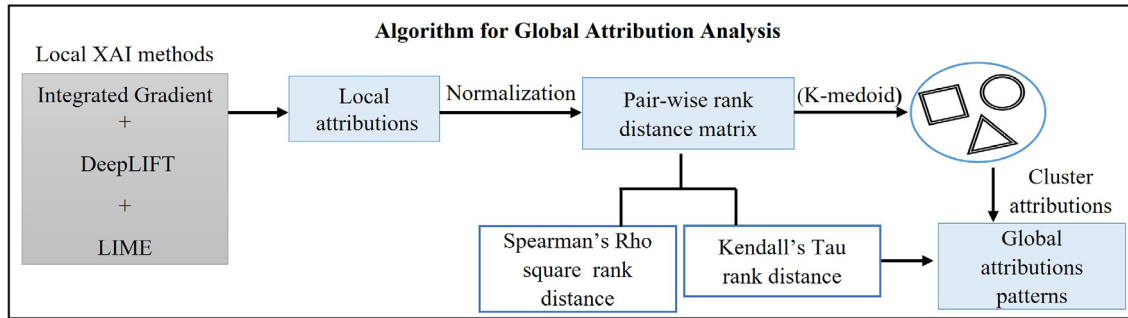 Algorithm for Global Attribution Analysis
Local XAI methods
Integrated Gradient
+
DeepLIFT
+
LIME
Local
attributions
Normalization
Pair-wise rank
distance matrix
(K-medoid)
Cluster
attributions
Spearman's Rho
square rank
distance
Kendall's Tau
rank distance
Global
attributions
patterns